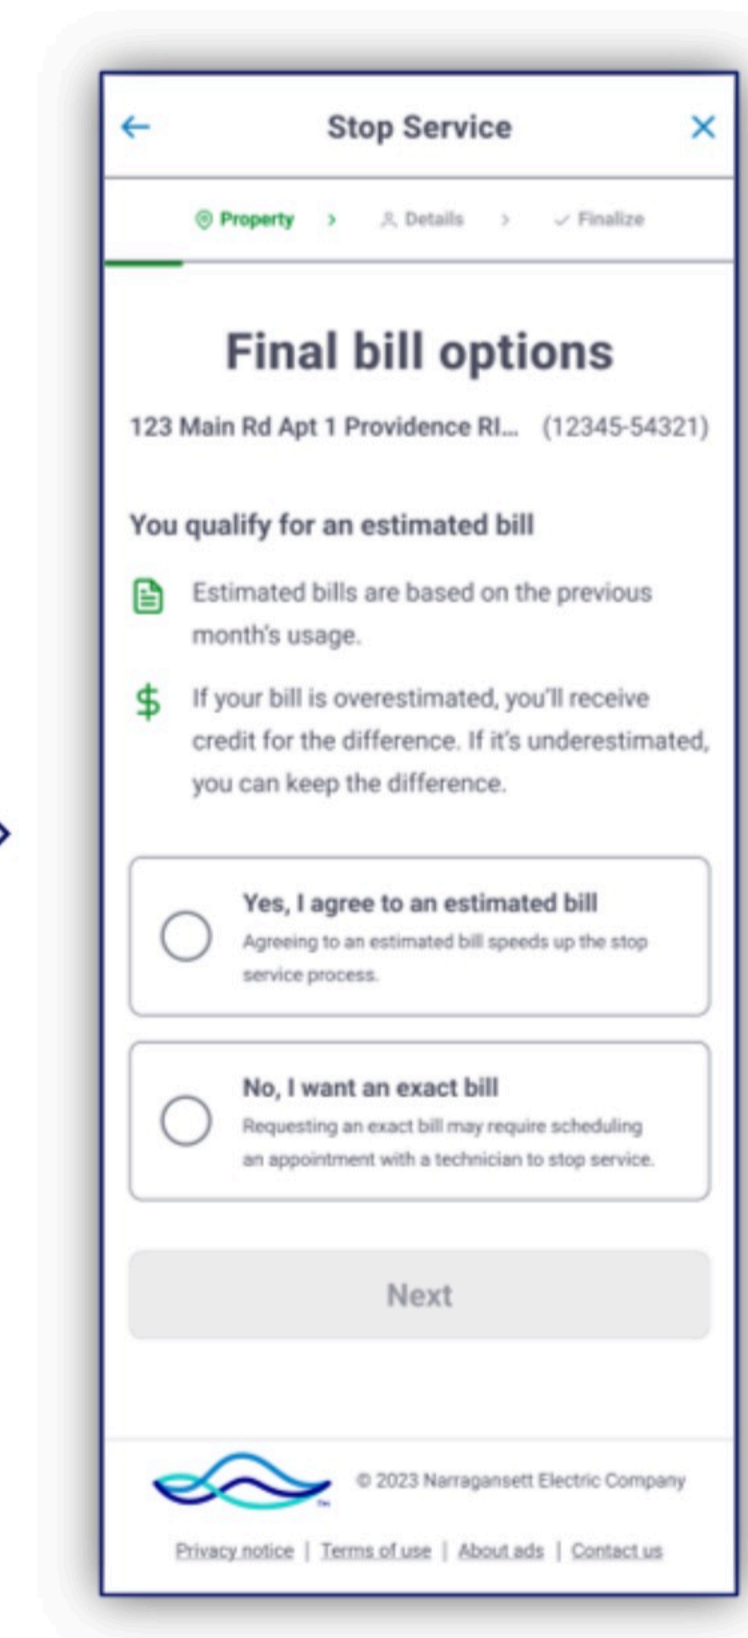 Stop Service
Property > Details > Finalize
Final bill options
123 Main Rd Apt 1 Providence RI... (12345-54321)
You qualify for an estimated bill
Estimated bills are based on the previous
month's usage.
$ If your bill is overestimated, you'll receive
credit for the difference. If it's underestimated,
you can keep the difference.
Yes, I agree to an estimated bill
Agreeing to an estimated bill speeds up the stop
service process.
No, I want an exact bill
Requesting an exact bill may require scheduling
an appointment with a technician to stop service.
Next
TM
© 2023 Narragansett Electric Company
Privacy notice | Terms of use | About ads | Contact us